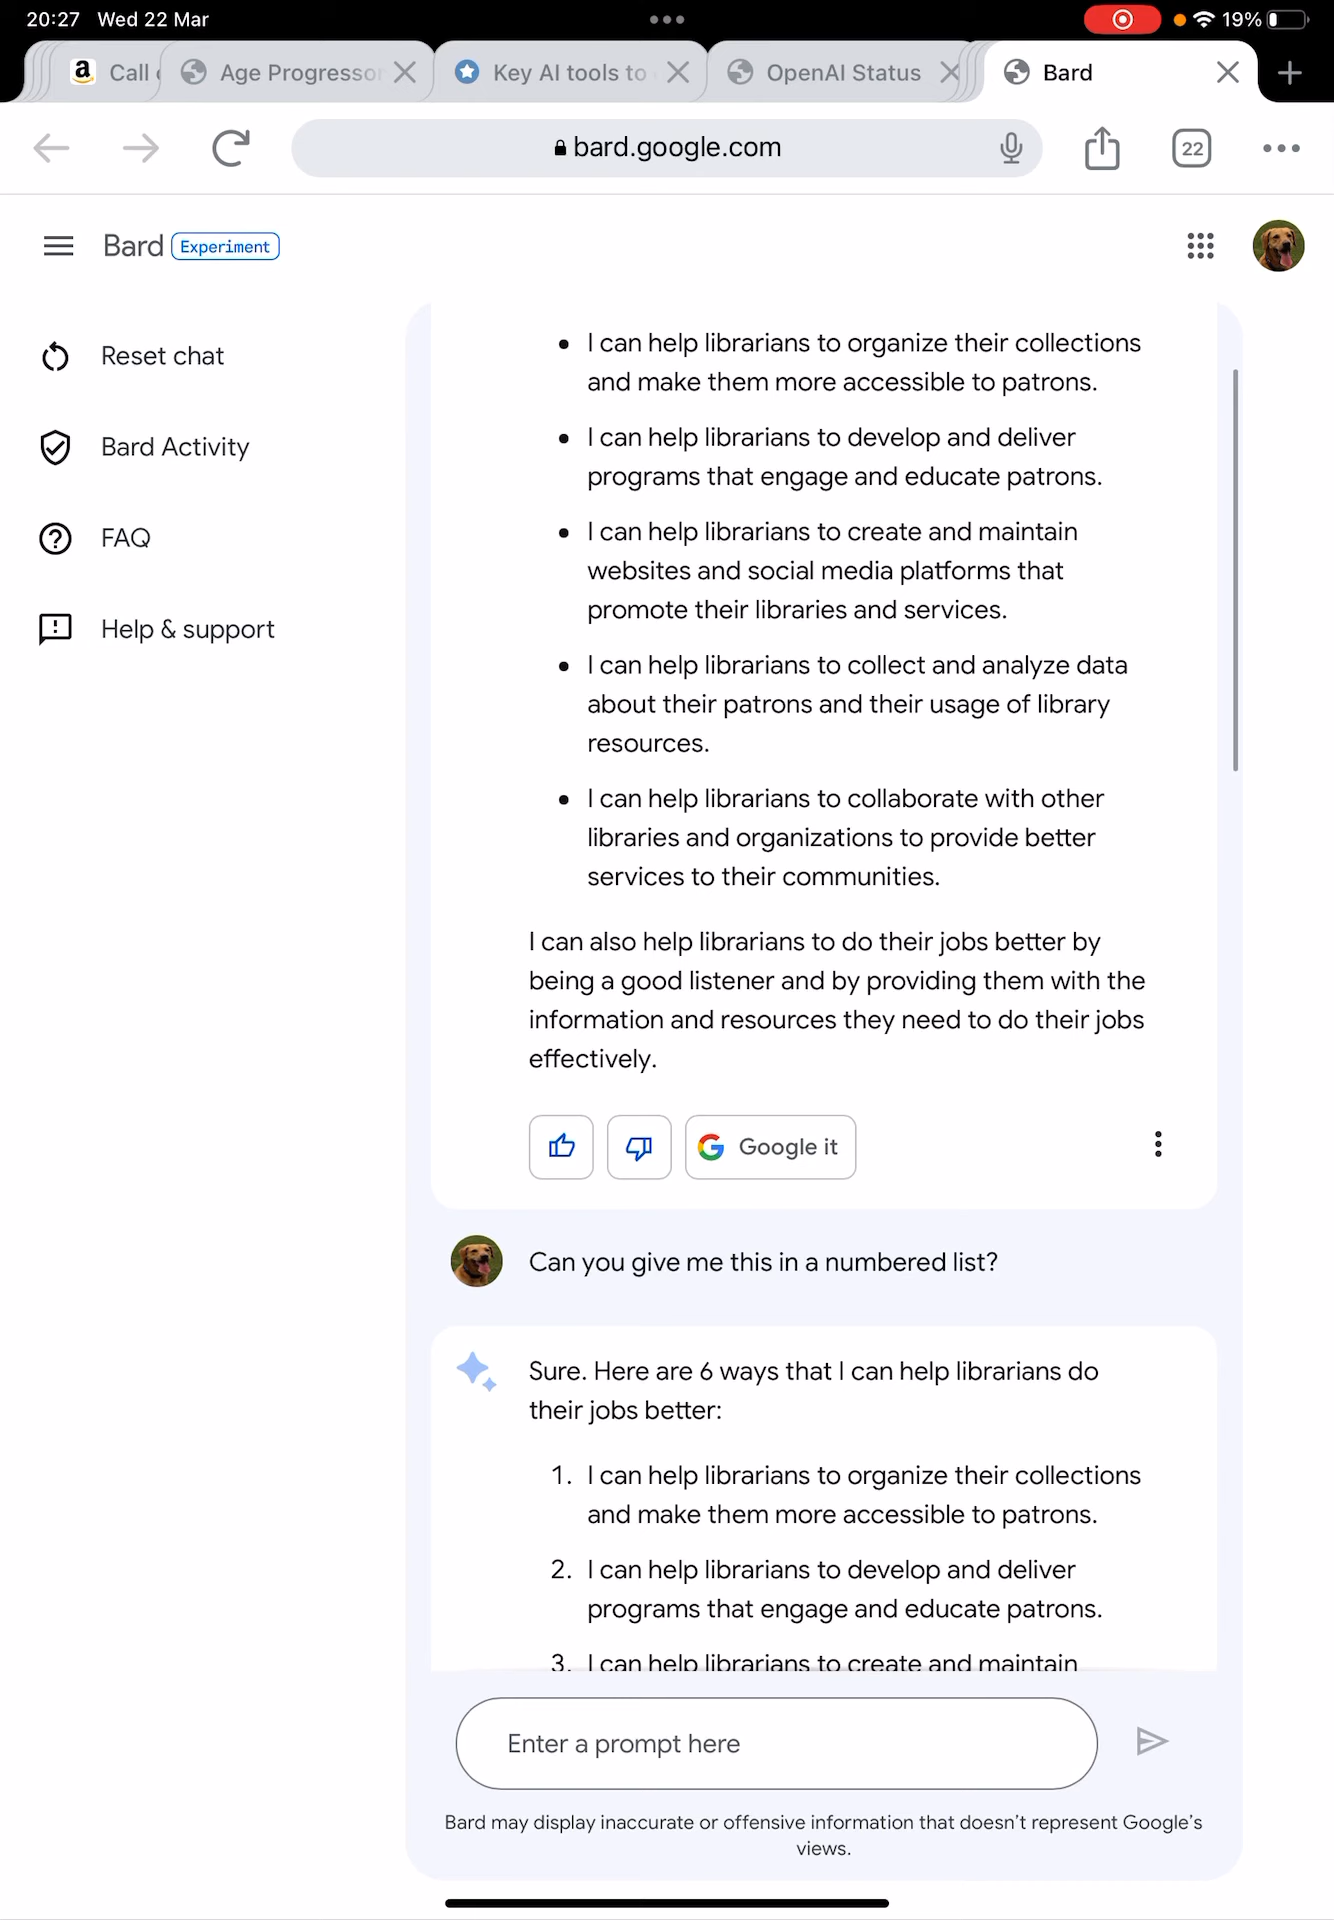 20:27 Wed 22 Mar
19%
a Call
Age Progressor
Key AI tools to
OpenAI Status
Bard
bard.google.com
22
Bard Experiment
Reset chat
Bard Activity
FAQ
Help & support
• I can help librarians to organize their collections
and make them more accessible to patrons.
• I can help librarians to develop and deliver
programs that engage and educate patrons.
• I can help librarians to create and maintain
websites and social media platforms that
promote their libraries and services.
• I can help librarians to collect and analyze data
about their patrons and their usage of library
resources.
• I can help librarians to collaborate with other
libraries and organizations to provide better
services to their communities.
I can also help librarians to do their jobs better by
being a good listener and by providing them with the
information and resources they need to do their jobs
effectively.
G Google it
Can you give me this in a numbered list?
Sure. Here are 6 ways that I can help librarians do
their jobs better:
1. I can help librarians to organize their collections
and make them more accessible to patrons.
2. I can help librarians to develop and deliver
programs that engage and educate patrons.
3. I can help librarians to create and maintain
Enter a prompt here
Bard may display inaccurate or offensive information that doesn't represent Google's
views.